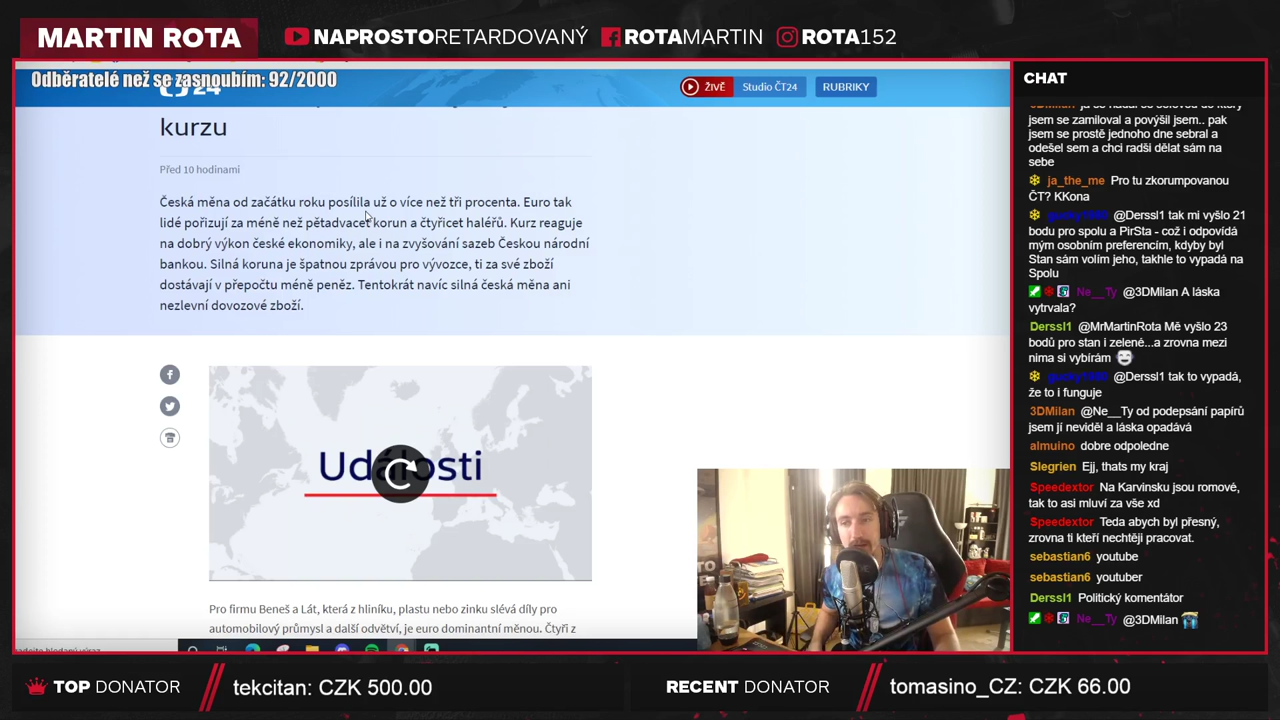 MARTIN ROTA
NAPROSTORETARDOVANÝ
ROTAMARTIN
ROTA152
Odběratelé než se zasnoubím: 92/2000
ČT24
ŽIVĚ
Studio ČT24
RUBRIKY
kurzu
Před 10 hodinami
Česká měna od začátku roku posílila už o více než tři procenta. Euro tak
lidé pořizují za méně než pětadvacet korun a čtyřicet haléřů. Kurz reaguje
na dobrý výkon české ekonomiky, ale i na zvyšování sazeb Českou národní
bankou. Silná koruna je špatnou zprávou pro vývozce, ti za své zboží
dostávají v přepočtu méně peněz. Tentokrát navíc silná česká měna ani
nezlevní dovozové zboží.
Události
Pro firmu Beneš a Lát, která z hliníku, plastu nebo zinku slévá díly pro
automobilový průmysl a další odvětví, je euro dominantní měnou. Čtyři z
CHAT
jsem se zamiloval a povýšil jsem.. pak
jsem se prostě jednoho dne sebral a
odešel sem a chci radši dělat sám na
sebe
ja_the_me Pro tu zkorumpovanou
ČT? KKona
@Derssl1 tak mi vyšlo 21
bodu pro spolu a PirSta - což i odpovídá
mým osobním preferencím, kdyby byl
Stan sám volím jeho, takhle to vypadá na
Spolu
Ne__Ty @3DMilan A láska
vytrvala?
Derssl1 @MrMartinRota Mě vyšlo 23
bodů pro stan i zelené...a zrovna mezi
nima si vybírám
@Derssl1 tak to vypadá,
že to i funguje
3DMilan @Ne__Ty od podepsání papírů
jsem jí neviděl a láska opadává
almuino dobre odpoledne
Slegrien Ejj, thats my kraj
Speedextor Na Karvinsku jsou romové,
tak to asi mluví za vše xd
Speedextor Teda abych byl přesný,
zrovna ti kteří nechtěji pracovat.
sebastian6 youtube
sebastian6 youtuber
Derssl1 Politický komentátor
Ne__Ty @3DMilan
TOP DONATOR
tekcitan: CZK 500.00
RECENT DONATOR
tomasino_CZ: CZK 66.00